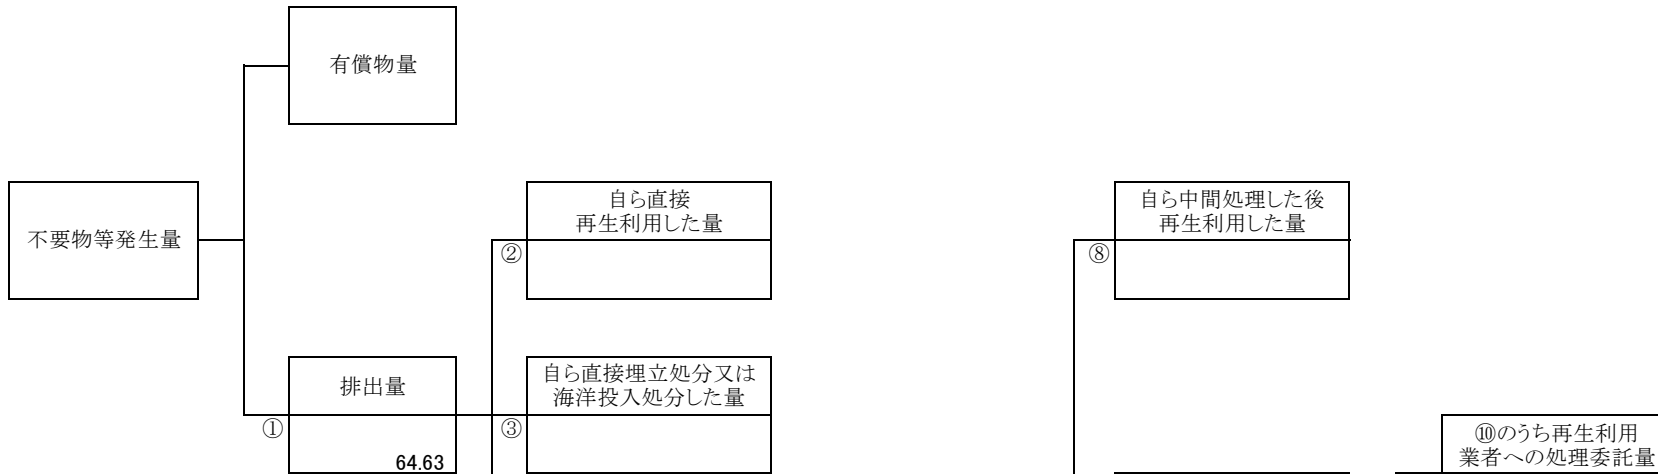 有償物量
不要物等発生量
自ら直接
再生利用した量
②
自ら中間処理した後
再生利用した量
⑧
排出量
①
64.63
自ら直接埋立処分又は
海洋投入処分した量
③
⑩のうち再生利用
業者への処理委託量